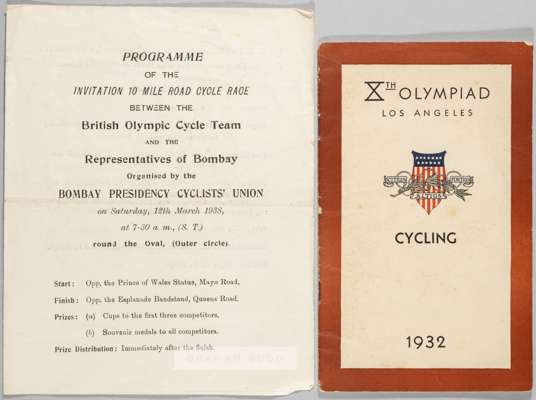 PROGRAMME
OF THE
INVITATION 10 MILE ROAD CYCLE RACE
BETWEEN THE
British Olympic Cycle Team
AND THE
Representatives of Bombay
Organised by the
BOMBAY PRESIDENCY CYCLISTS' UNION
on Saturday, 12th March 1938,
at 7-30 a m., (S. T.)
round the Oval, (Outer circle).
Start: Opp, the Prince of Wales Status, Mayo Road,
Finish: Opp, the Esplanade Bandstand, Queens Road.
Prizes: (a) Cups to the first three competitors.
(b) Souvenir medals to all competitors.
Prize Distribution: Immediately after the finish.
XTH OLYMPIAD
LOS ANGELES
CITIUS FORTIUS
ALTIUS
CYCLING
1932